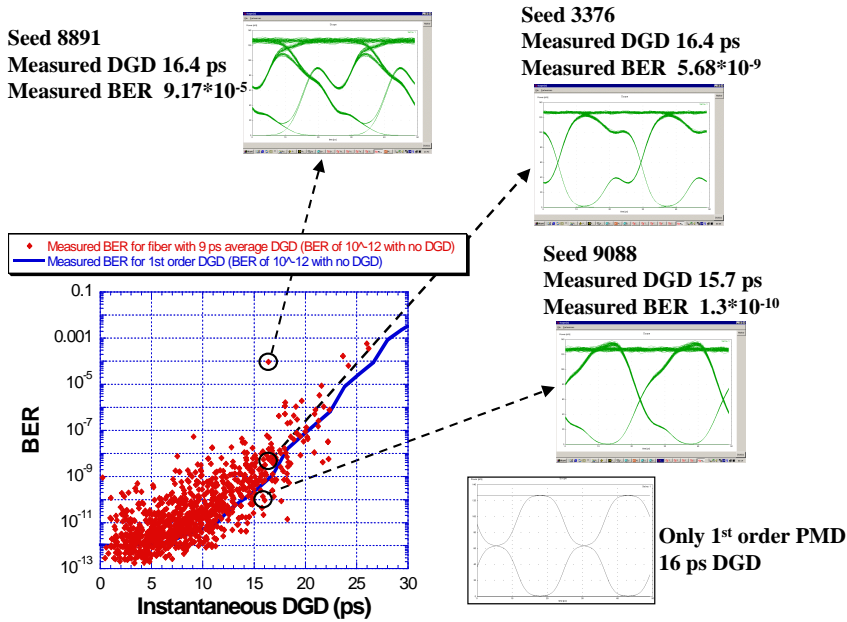 Seed 8891
Measured DGD 16.4 ps
Measured BER 9.17*10-5
Seed 3376
Measured DGD 16.4 ps
Measured BER 5.68*10-9
Seed 9088
Measured DGD 15.7 ps
Measured BER 1.3*10-10
Measured BER for fiber with 9 ps average DGD (BER of 10^-12 with no DGD)
Measured BER for 1st order DGD (BER of 10^-12 with no DGD)
0.1
0.001
10-5
10-7
10-9
10-11
10-13
BER
0 5 10 15 20 25 30
Instantaneous DGD (ps)
Only 1st order PMD
16 ps DGD